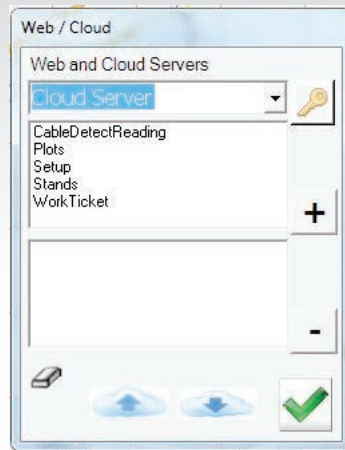 Web / Cloud
Web and Cloud Servers
Cloud Server
CableDetectReading
Plots
Setup
Stands
WorkTicket
+
-